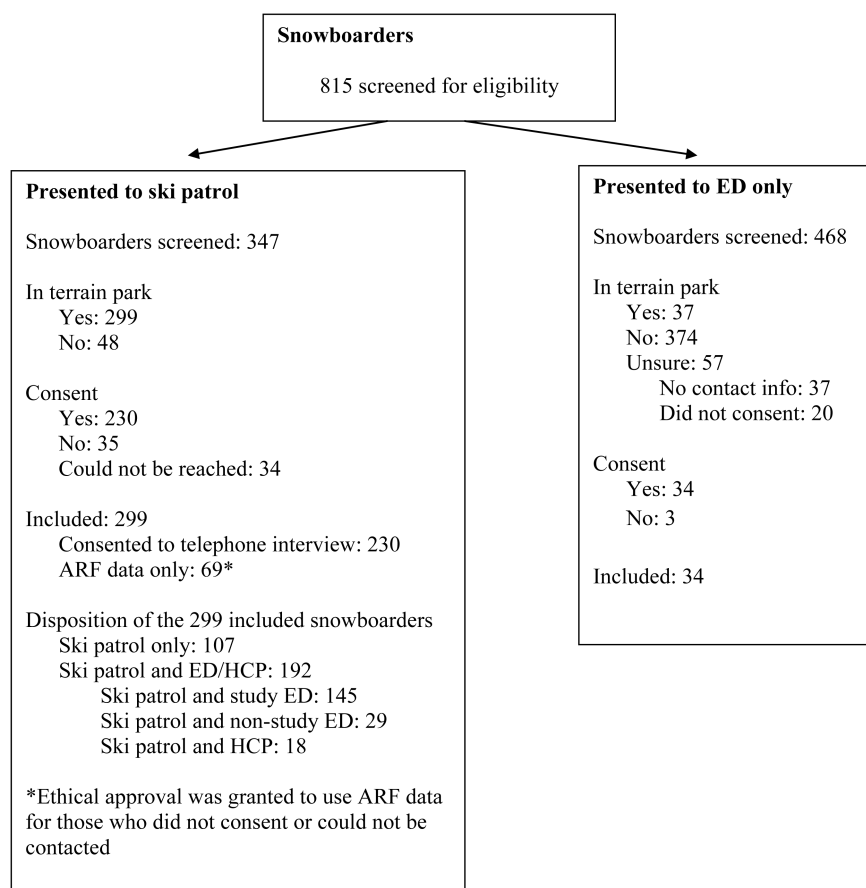 Snowboarders
815 screened for eligibility
Presented to ski patrol
Snowboarders screened: 347
In terrain park
Yes: 299
No: 48
Consent
Yes: 230
No: 35
Could not be reached: 34
Included: 299
Consented to telephone interview: 230
ARF data only: 69*
Disposition of the 299 included snowboarders
Ski patrol only: 107
Ski patrol and ED/HCP: 192
Ski patrol and study ED: 145
Ski patrol and non-study ED: 29
Ski patrol and HCP: 18
*Ethical approval was granted to use ARF data
for those who did not consent or could not be
contacted
Presented to ED only
Snowboarders screened: 468
In terrain park
Yes: 37
No: 374
Unsure: 57
No contact info: 37
Did not consent: 20
Consent
Yes: 34
No: 3
Included: 34